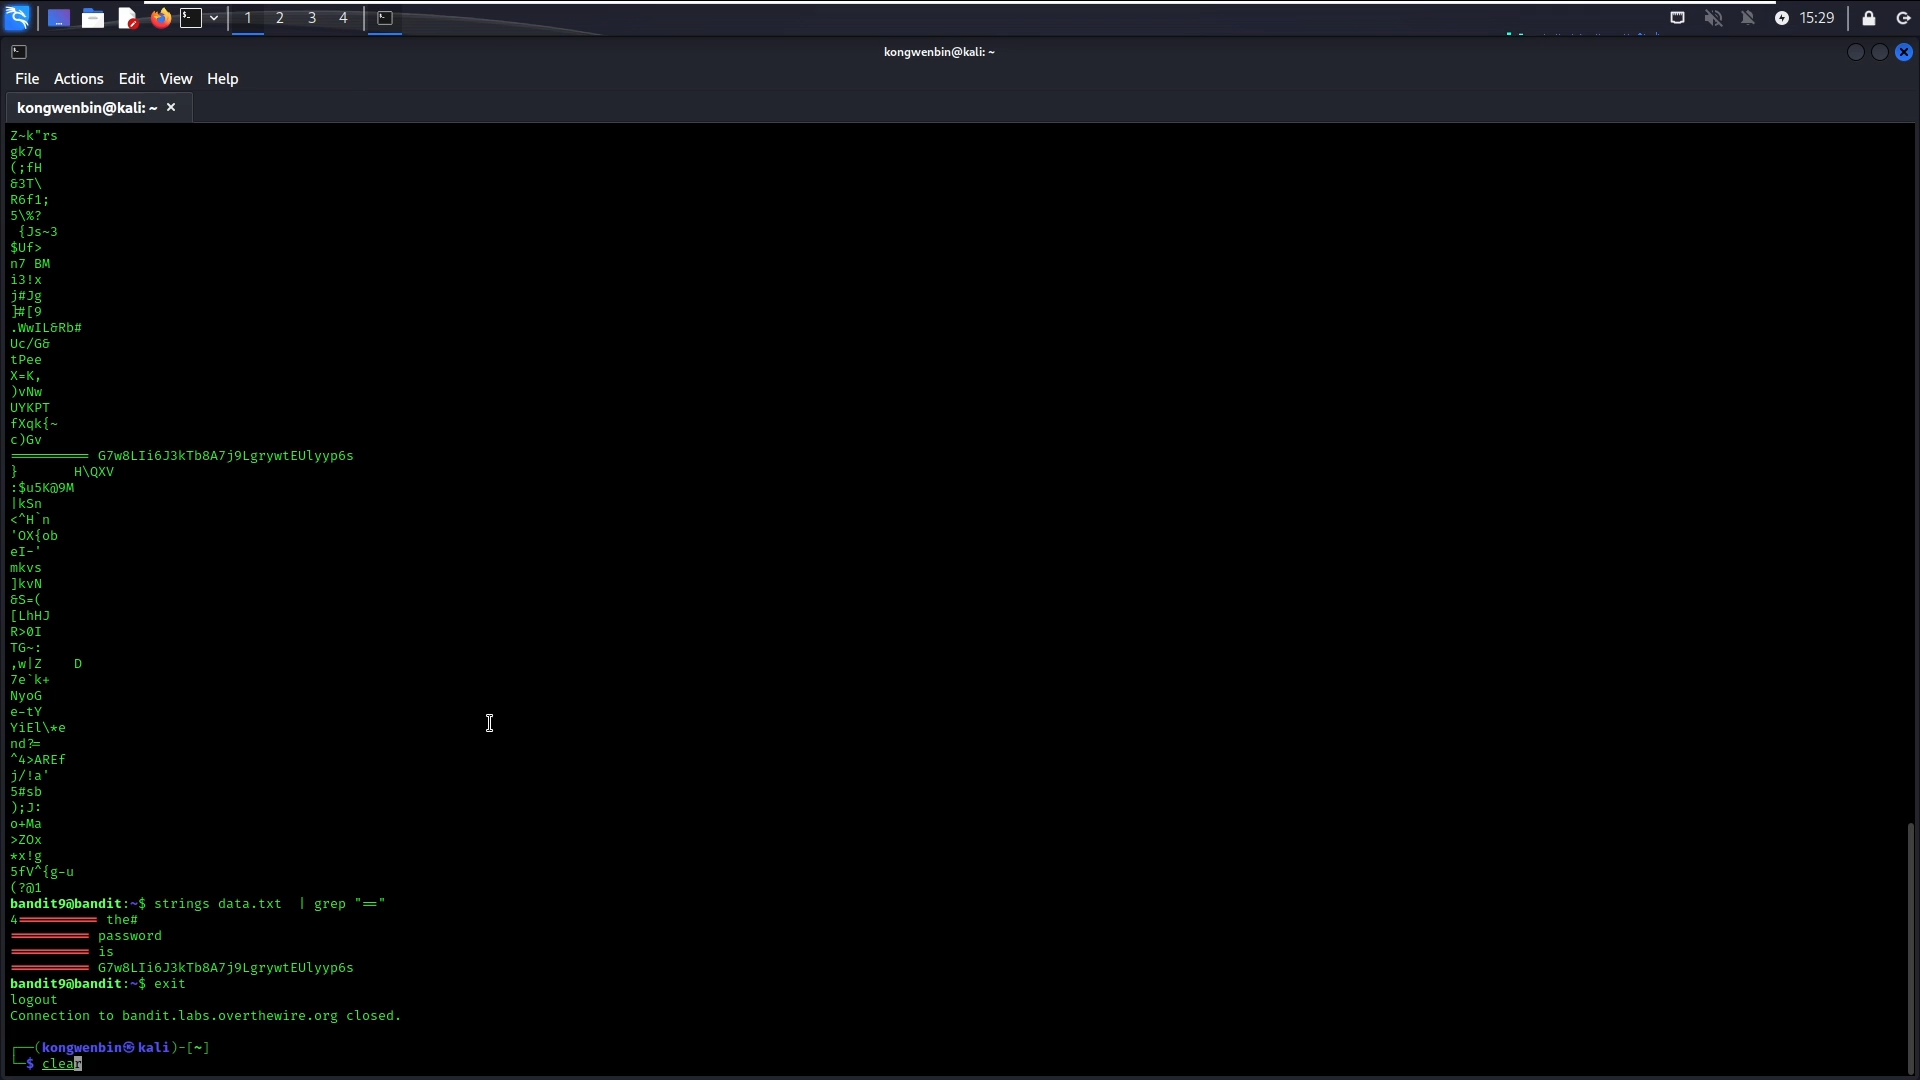 1 2 3 4 15:29
kongwenbin@kali: ~
File Actions Edit View Help
kongwenbin@kali: ~ ×
Z~k"rs
gk7q
(;fH
&3T\
R6f1;
5\%?
{Js~3
$Uf>
n7 BM
i3!x
j#Jg
}#[9
.WwIL&Rb#
Uc/G&
tPee
X=K,
)vNw
UYKPT
fXqk{~
c)Gv
========== G7w8LIi6J3kTb8A7j9LgrywtEUlyyp6s
} H\QXV
:$u5K@9M
|kSn
<^H`n
'OX{ob
eI-'
mkvs
]kvN
&S=(
[LhHJ
R>0I
TG~:
,w|Z D
7e`k+
NyoG
e-tY
YiEl\*e
nd?=
^4>AREf
j/!a'
5#sb
);J:
o+Ma
>ZOx
*x!g
5fV^{g-u
(?@1
bandit9@bandit:~$ strings data.txt | grep "=="
4========== the#
========== password
========== is
========== G7w8LIi6J3kTb8A7j9LgrywtEUlyyp6s
bandit9@bandit:~$ exit
logout
Connection to bandit.labs.overthewire.org closed.
┌──(kongwenbin㉿kali)-[~]
└─$ clear